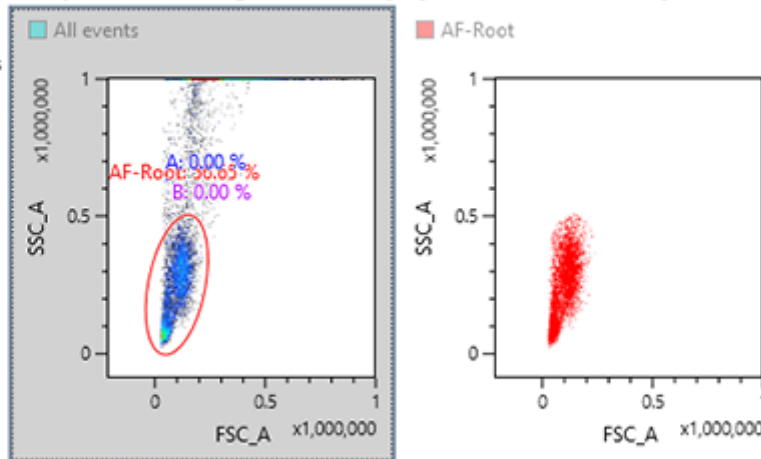 All events
AF-Root
1
x1,000,000
A: 0.00 %
AF-Root: 56.65 %
B: 0.00 %
SSC_A
0.5
0
0
0.5
1
FSC_A
x1,000,000
1
x1,000,000
SSC_A
0.5
0
0
0.5
1
FSC_A
x1,000,000